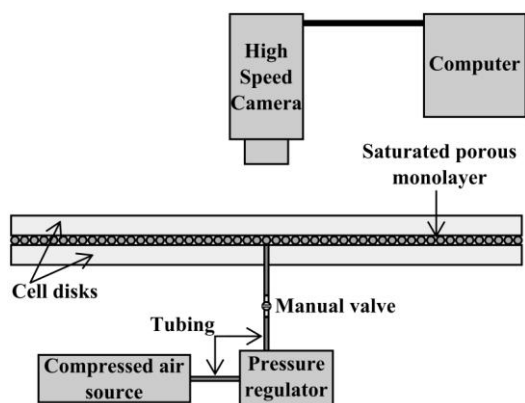 High
Speed
Camera
Computer
Saturated porous
monolayer
Cell disks
Manual valve
Tubing
Compressed air
source
Pressure
regulator